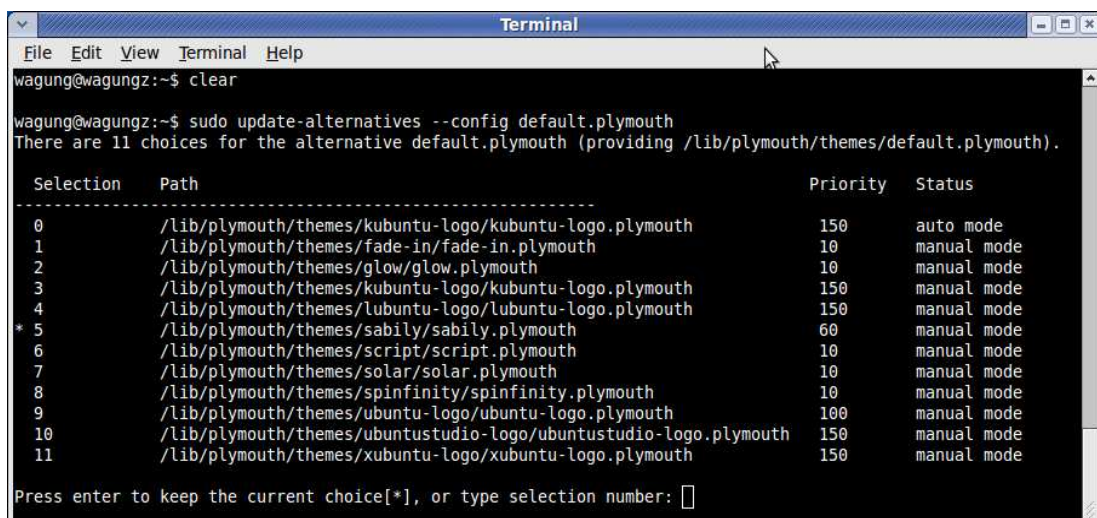 Terminal
File Edit View Terminal Help
wagung@wagungz:~$ clear
wagung@wagungz:~$ sudo update-alternatives --config default.plymouth
There are 11 choices for the alternative default.plymouth (providing /lib/plymouth/themes/default.plymouth).
Selection Path Priority Status
------------------------------------------------------------
0 /lib/plymouth/themes/kubuntu-logo/kubuntu-logo.plymouth 150 auto mode
1 /lib/plymouth/themes/fade-in/fade-in.plymouth 10 manual mode
2 /lib/plymouth/themes/glow/glow.plymouth 10 manual mode
3 /lib/plymouth/themes/kubuntu-logo/kubuntu-logo.plymouth 150 manual mode
4 /lib/plymouth/themes/lubuntu-logo/lubuntu-logo.plymouth 150 manual mode
* 5 /lib/plymouth/themes/sabily/sabily.plymouth 60 manual mode
6 /lib/plymouth/themes/script/script.plymouth 10 manual mode
7 /lib/plymouth/themes/solar/solar.plymouth 10 manual mode
8 /lib/plymouth/themes/spinfinity/spinfinity.plymouth 10 manual mode
9 /lib/plymouth/themes/ubuntu-logo/ubuntu-logo.plymouth 100 manual mode
10 /lib/plymouth/themes/ubuntustudio-logo/ubuntustudio-logo.plymouth 150 manual mode
11 /lib/plymouth/themes/xubuntu-logo/xubuntu-logo.plymouth 150 manual mode
Press enter to keep the current choice[*], or type selection number: